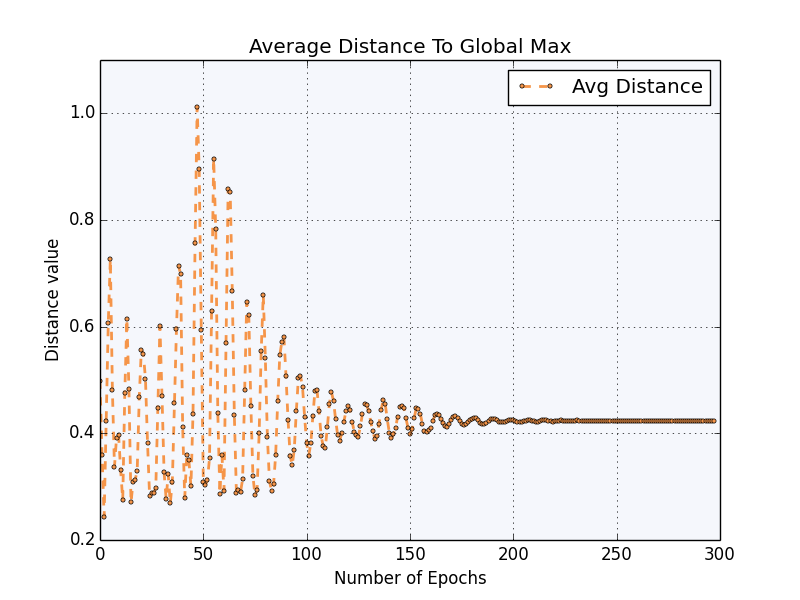 Average Distance To Global Max
Avg Distance
1.0
0.8
0.6
0.4
0.2
Distance value
0 50 100 150 200 250 300
Number of Epochs